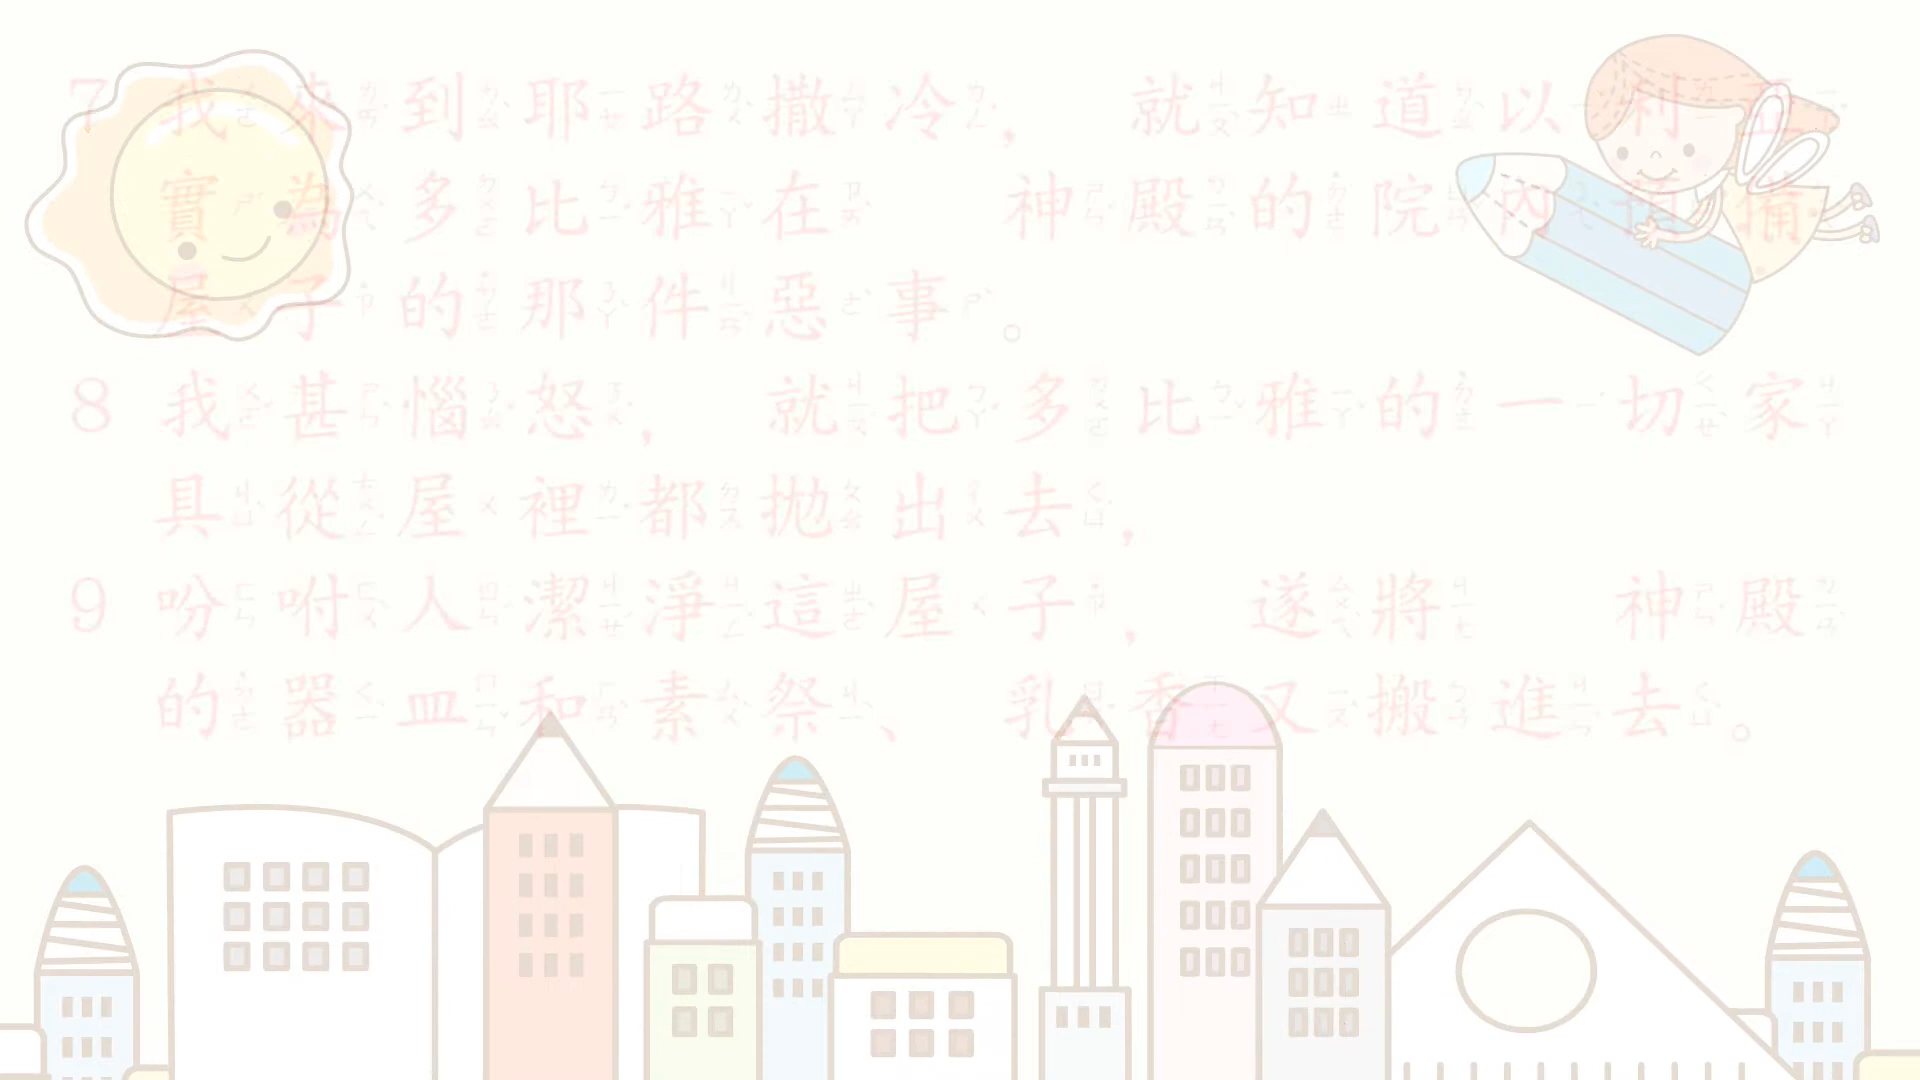 7 我來到耶路撒冷， 就知道以利亞
實為多比雅在 神殿的院內預備
屋子的那件惡事。
8 我甚惱怒， 就把多比雅的一切家
具從屋裡都拋出去，
9 吩咐人潔淨這屋子， 遂將 神殿
的器皿和素祭、 乳香又搬進去。